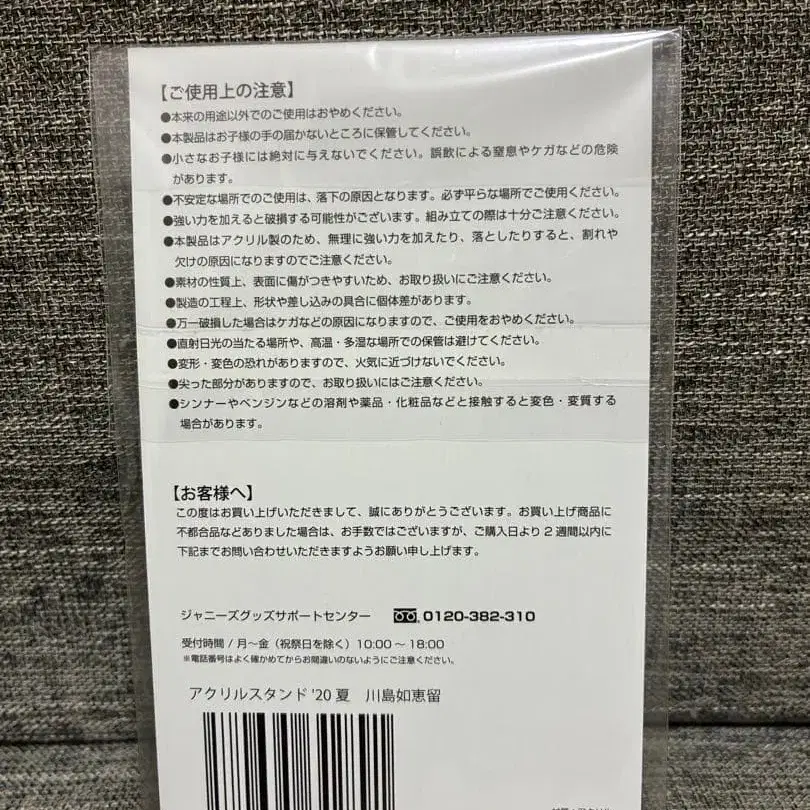 【ご使用上の注意】
●本来の用途以外でのご使用はおやめください。
●本製品はお子様の手の届かないところに保管してください。
●小さなお子様には絶対に与えないでください。誤飲による窒息やケガなどの危険
があります。
●不安定な場所でのご使用は、落下の原因となります。必ず平らな場所でご使用ください。
●強い力を加えると破損する可能性がございます。組み立ての際は十分ご注意ください。
●本製品はアクリル製のため、無理に強い力を加えたり、落としたりすると、割れや
欠けの原因になりますのでご注意ください。
●素材の性質上、表面に傷がつきやすいため、お取り扱いにご注意ください。
●製造の工程上、形状や差し込みの具合に個体差があります。
●万一破損した場合はケガなどの原因になりますので、ご使用をおやめください。
●直射日光の当たる場所や、高温・多湿な場所での保管は避けてください。
●変形・変色の恐れがありますので、火気に近づけないでください。
●尖った部分がありますので、お取り扱いにはご注意ください。
●シンナーやベンジンなどの溶剤や薬品・化粧品などと接触すると変色・変質する
場合があります。
【お客様へ】
この度はお買い上げいただきまして、誠にありがとうございます。お買い上げ商品に
不都合品などありました場合は、お手数ではございますが、ご購入日より2週間以内に
下記までお問い合わせいただきますようお願い申し上げます。
ジャニーズグッズサポートセンター 0120-382-310
受付時間/月～金（祝祭日を除く）10:00～18:00
※電話番号はよく確かめてからお間違いのないようにご注意ください。
アクリルスタンド '20 夏 川島如恵留